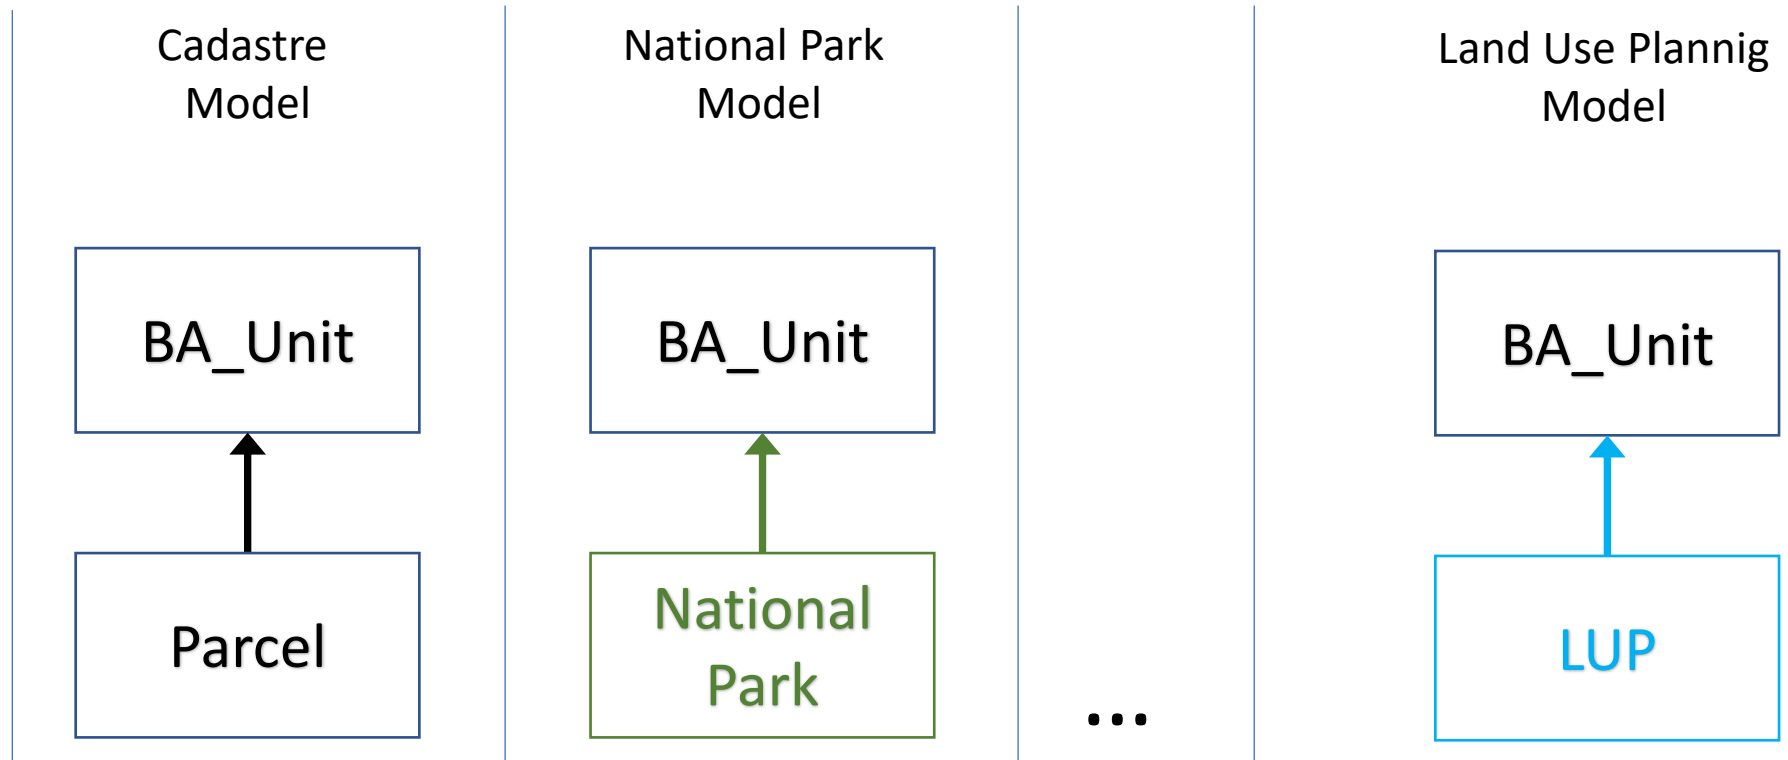 Cadastre
Model
National Park
Model
Land Use Plannig
Model
BA_Unit
BA_Unit
BA_Unit
Parcel
National
Park
...
LUP